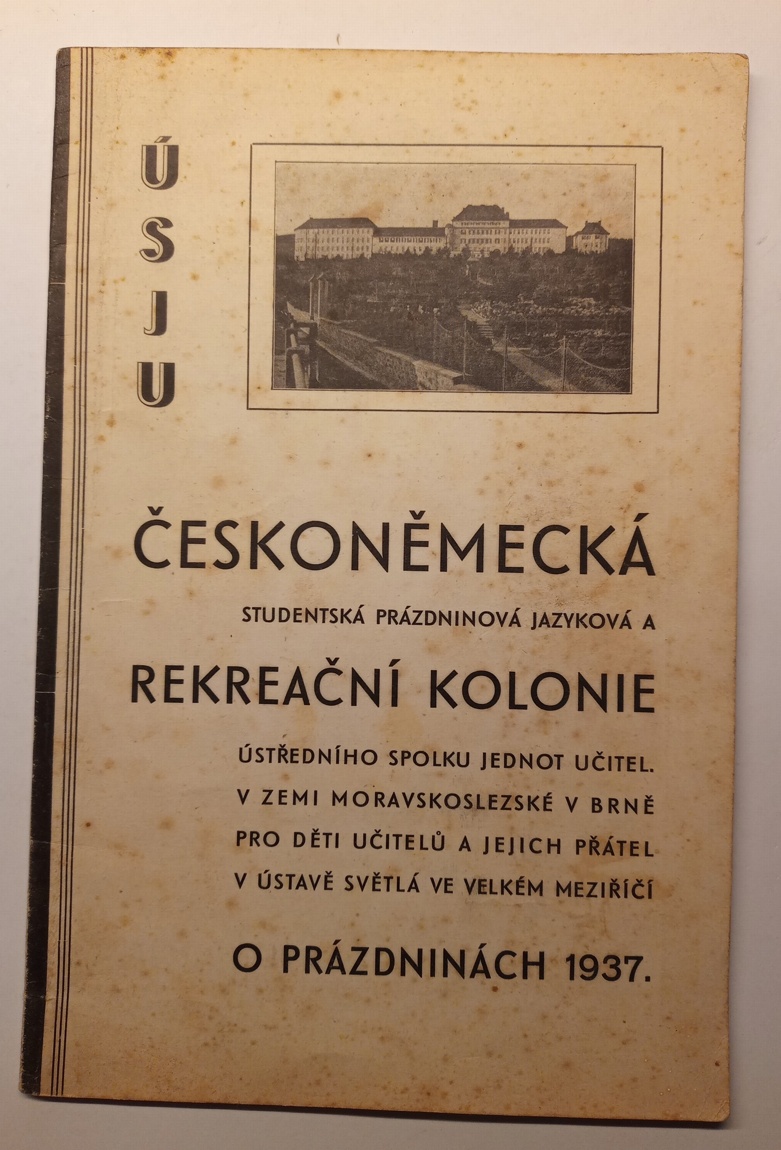 Ú
S
J
U
ČESKONĚMECKÁ
STUDENTSKÁ PRÁZDNINOVÁ JAZYKOVÁ A
REKREAČNÍ KOLONIE
ÚSTŘEDNÍHO SPOLKU JEDNOT UČITEL.
V ZEMI MORAVSKOSLEZSKÉ V BRNĚ
PRO DĚTI UČITELŮ A JEJICH PŘÁTEL
V ÚSTAVĚ SVĚTLÁ VE VELKÉM MEZIŘÍČÍ
O PRÁZDNINÁCH 1937.